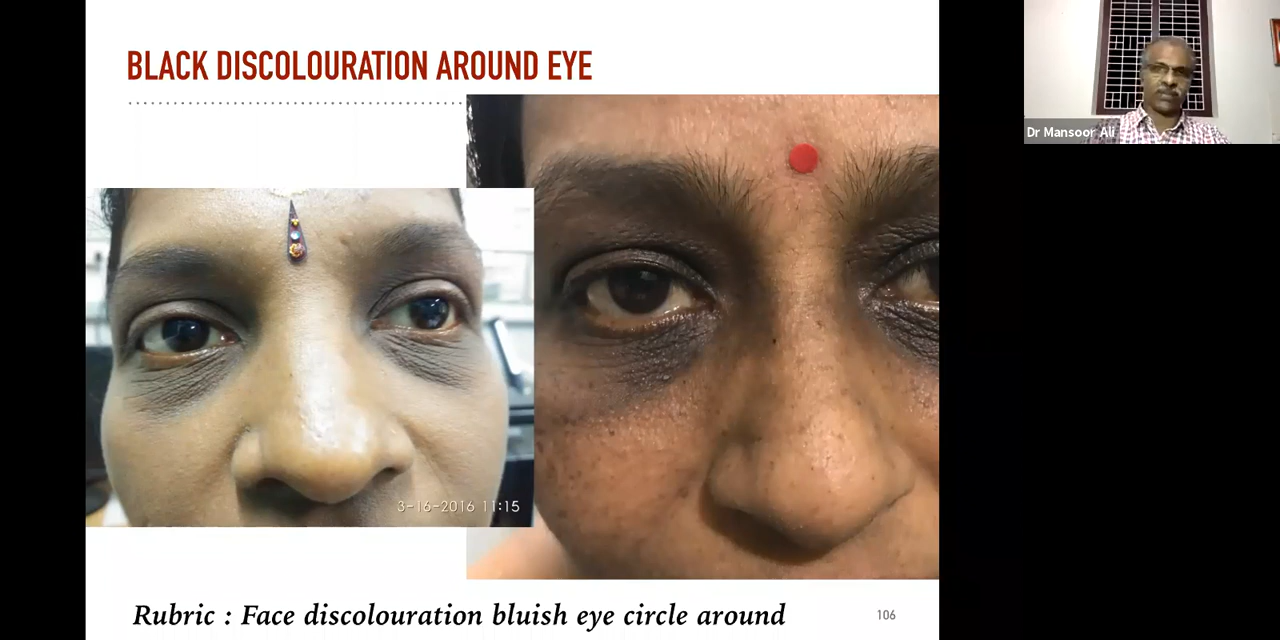 BLACK DISCOLOURATION AROUND EYE
Dr Mansoor Ali
3-16-2016 11:15
Rubric : Face discolouration bluish eye circle around
106